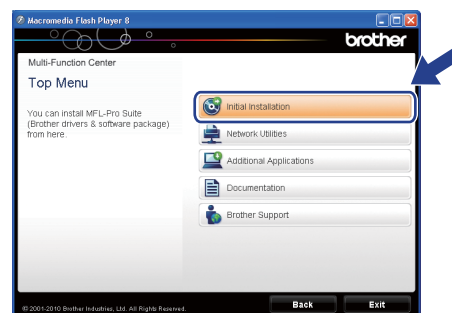 Macromedia Flash Player 8
brother
Multi-Function Center
Top Menu
You can install MFL-Pro Suite
(Brother drivers & software package)
from here.
Initial Installation
Network Utilities
Additional Applications
Documentation
Brother Support
© 2001-2010 Brother Industries, Ltd. All Rights Reserved.
Back
Exit